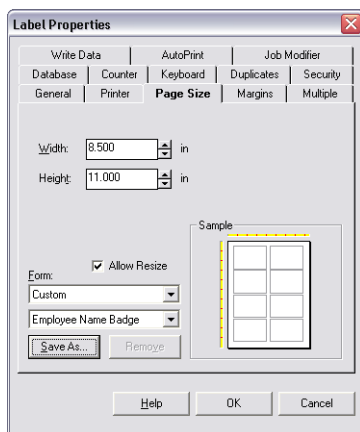 Label Properties
Write Data AutoPrint Job Modifier
Database Counter Keyboard Duplicates Security
General Printer Page Size Margins Multiple
Width: 8.500 in
Height: 11.000 in
Sample
Allow Resize
Form:
Custom
Employee Name Badge
Save As... Remove
Help OK Cancel